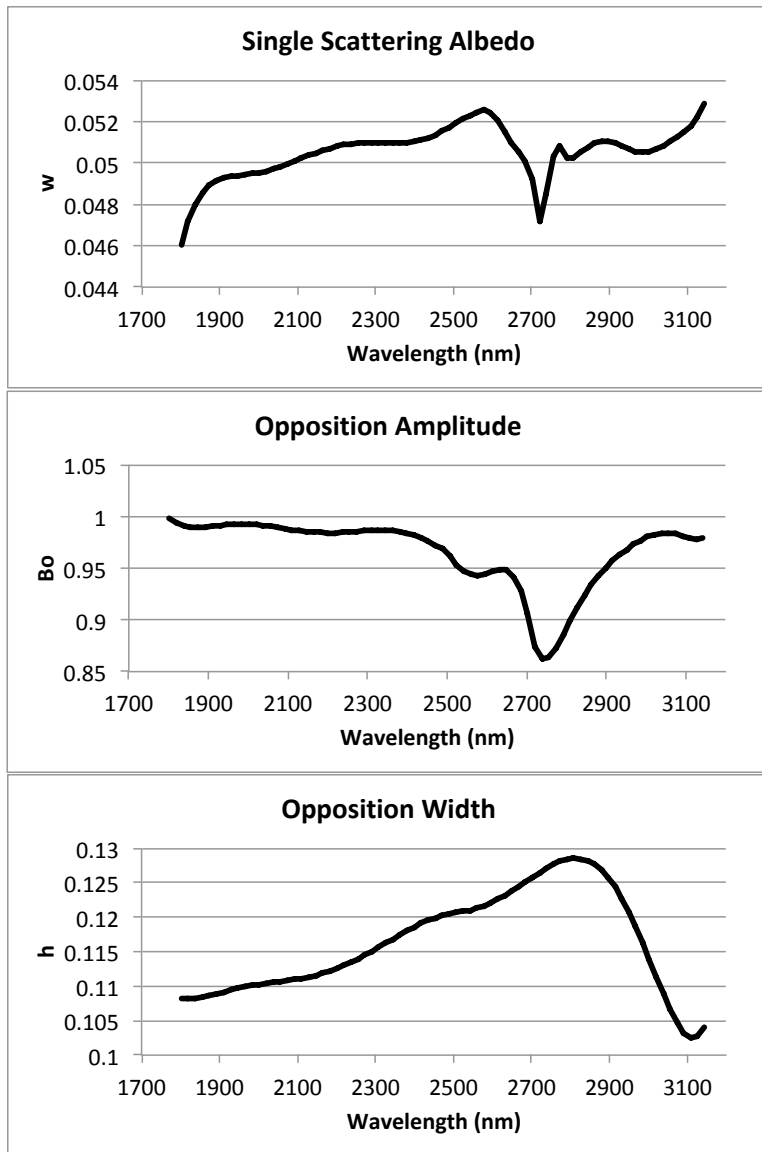 Single Scattering Albedo
0.054
0.052
0.05
0.048
0.046
0.044
w
1700 1900 2100 2300 2500 2700 2900 3100
Wavelength (nm)
Opposition Amplitude
1.05
1
0.95
0.9
0.85
Bo
1700 1900 2100 2300 2500 2700 2900 3100
Wavelength (nm)
Opposition Width
0.13
0.125
0.12
0.115
0.11
0.105
0.1
h
1700 1900 2100 2300 2500 2700 2900 3100
Wavelength (nm)